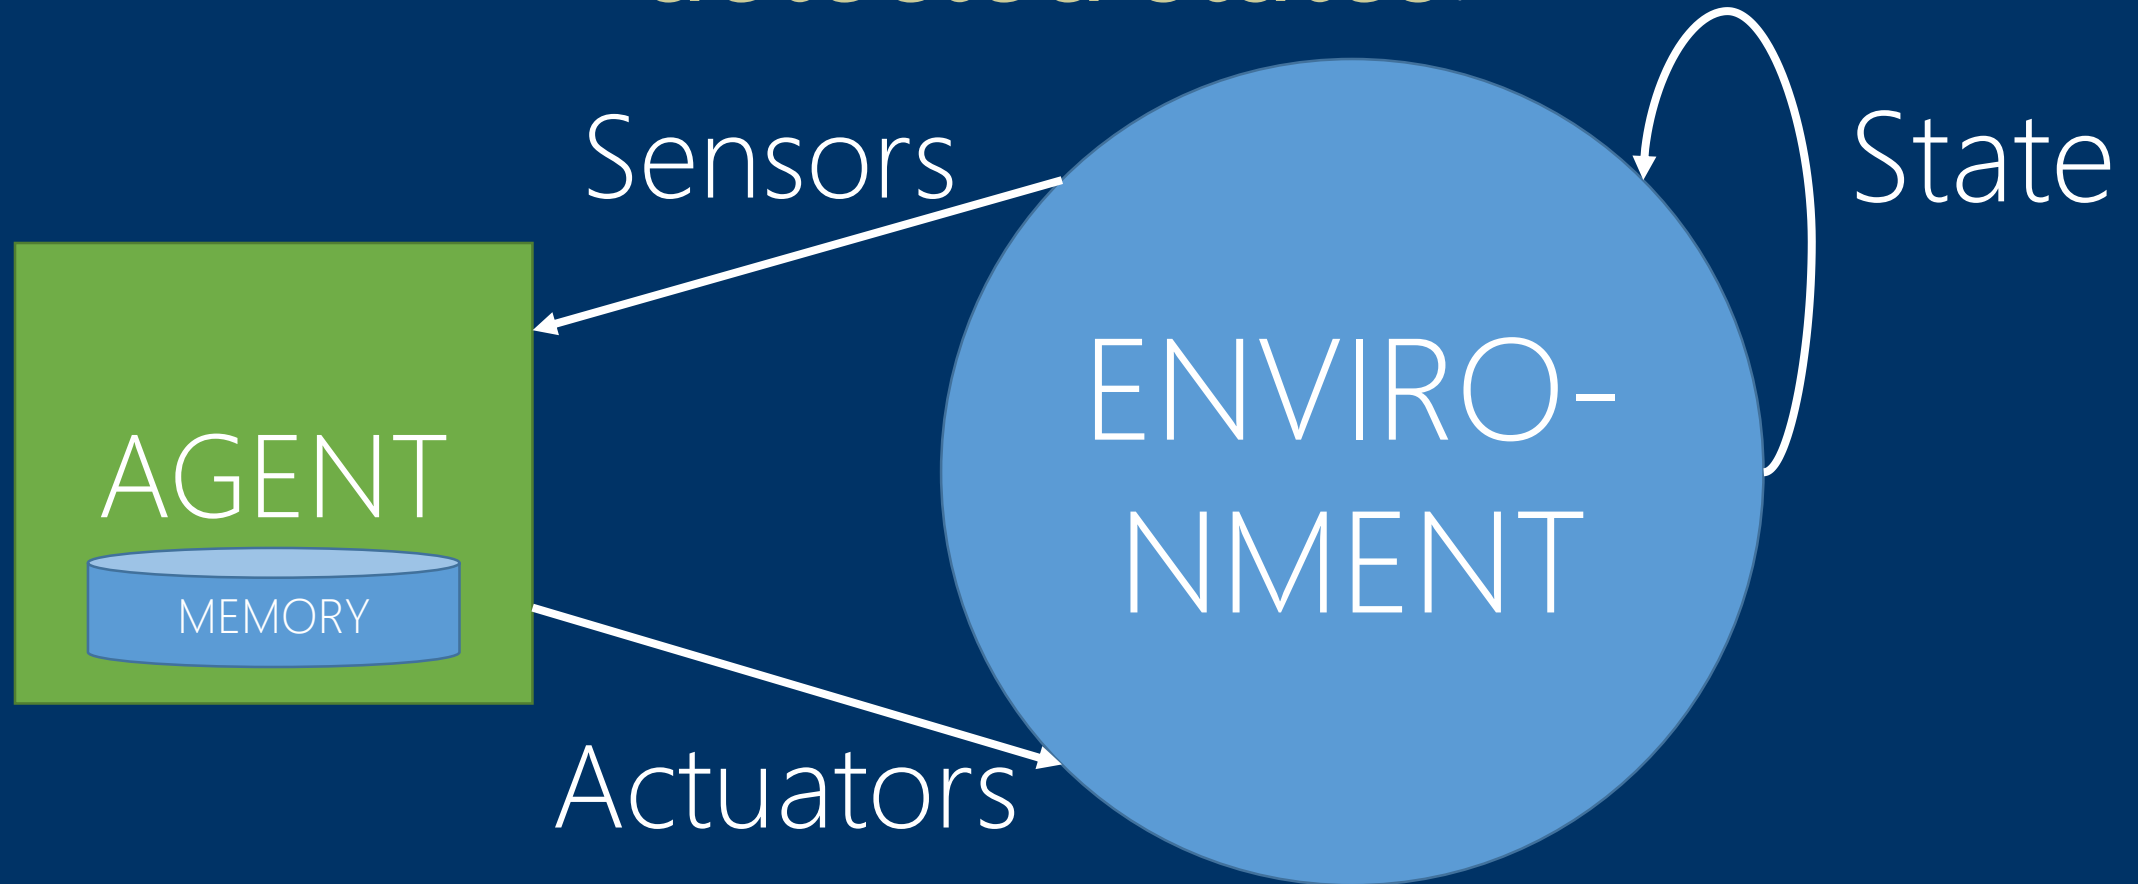 Sensors
State
ENVIRO-
NMENT
AGENT
MEMORY
Actuators